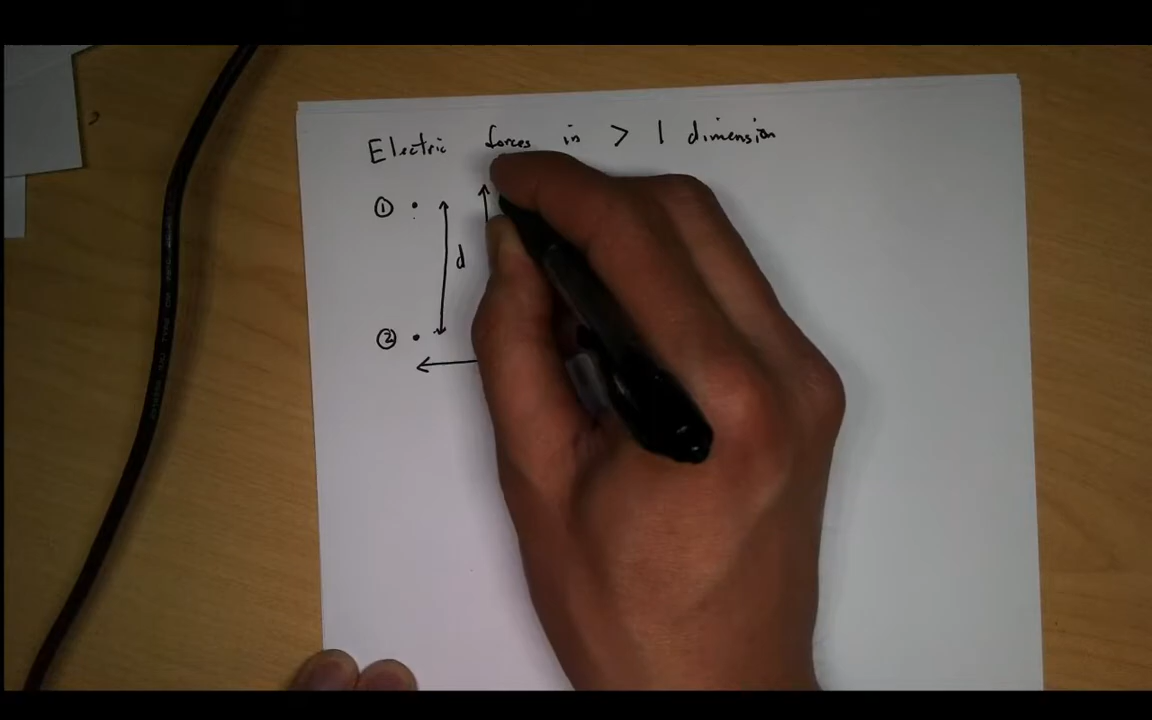 Electric forces in > 1 dimension
①
d
②